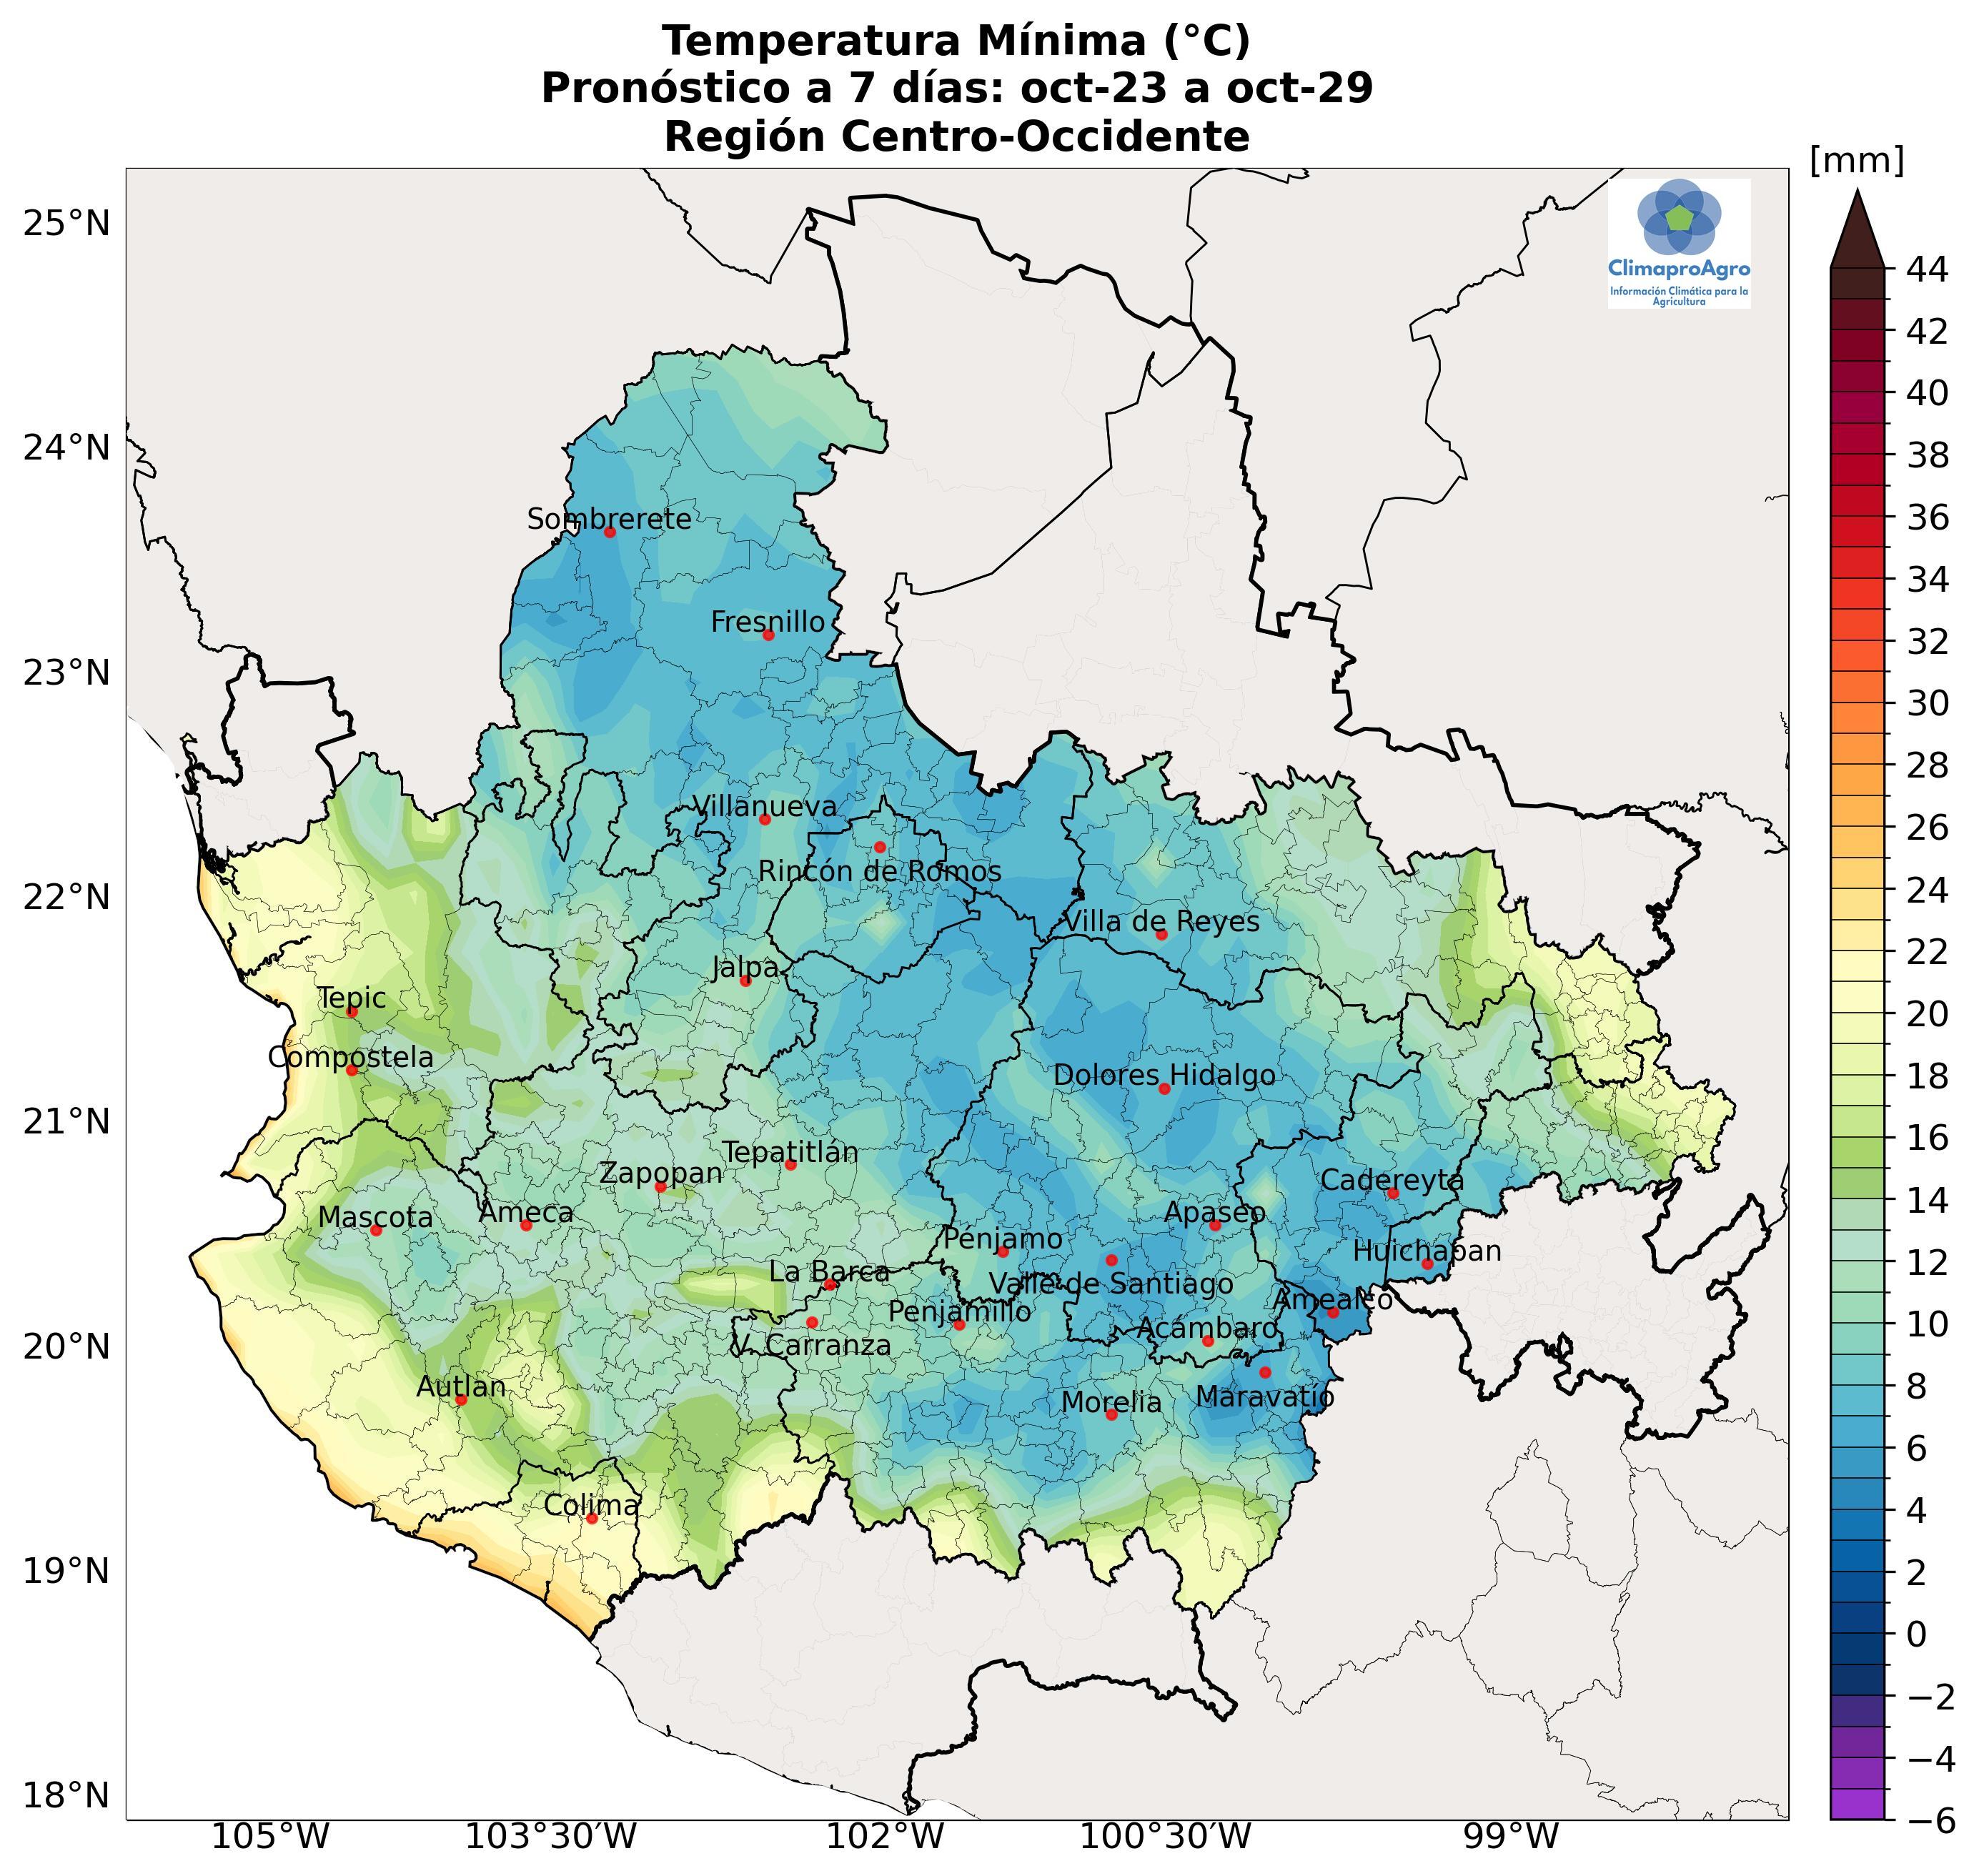 Temperatura Mínima (°C)
Pronóstico a 7 días: oct-23 a oct-29
Región Centro-Occidente
[mm]
ClimaproAgro
Información Climática para la
Agricultura
25°N
24°N
23°N
22°N
21°N
20°N
19°N
18°N
Sombrerete
Fresnillo
Villanueva
Rincón de Romos
Villa de Reyes
Jalpa
Tepic
Compostela
Dolores Hidalgo
Tepatitlán
Zapopan
Cadereyta
Mascota
Ameca
Apaseo
Pénjamo
Huichapan
La Barca
Valle de Santiago
Amealco
Penjamillo
Acámbaro
V. Carranza
Autlan
Morelia
Maravatío
Colima
105°W
103°30'W
102°W
100°30'W
99°W
44
42
40
38
36
34
32
30
28
26
24
22
20
18
16
14
12
10
8
6
4
2
0
−2
−4
−6